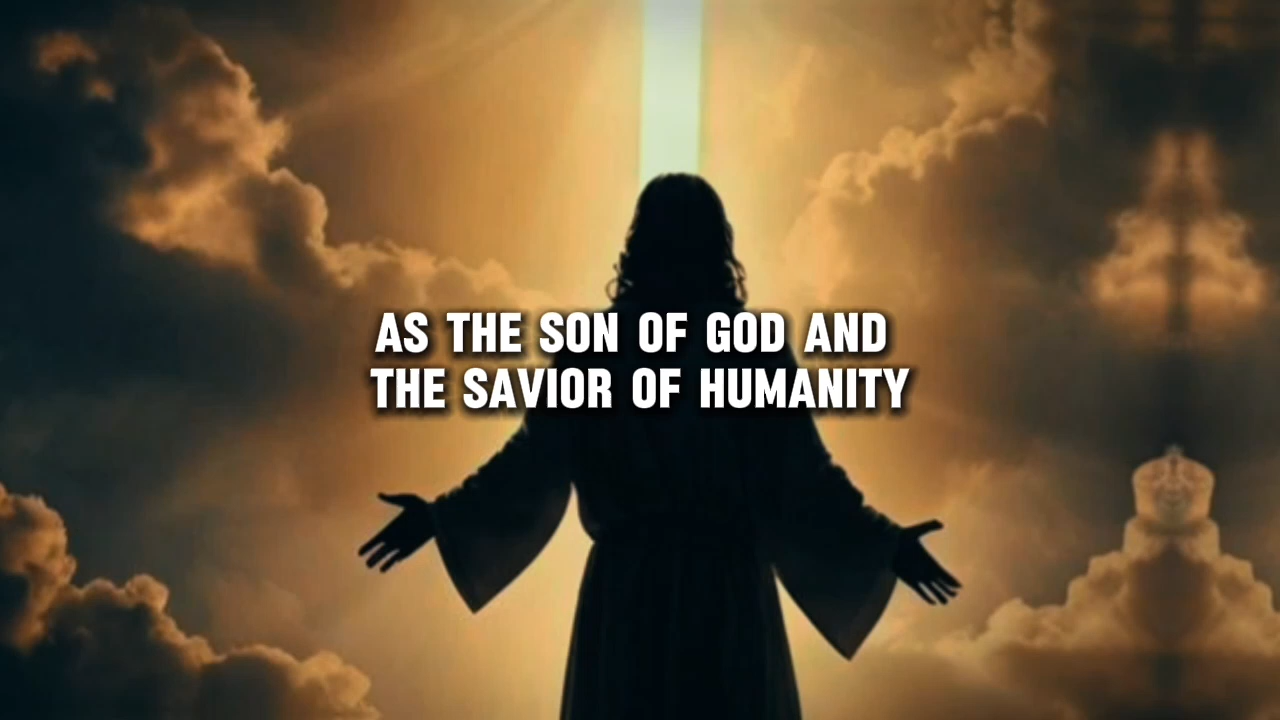 AS THE SON OF GOD AND
THE SAVIOR OF HUMANITY